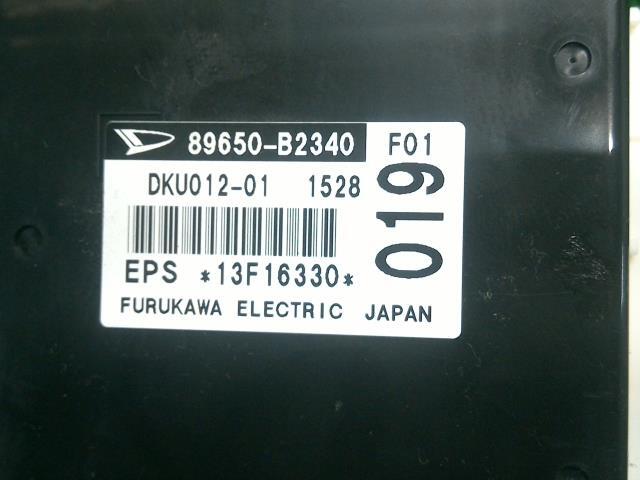 89650-B2340 F01
DKU012-01 1528
019
EPS *13F16330*
FURUKAWA ELECTRIC JAPAN